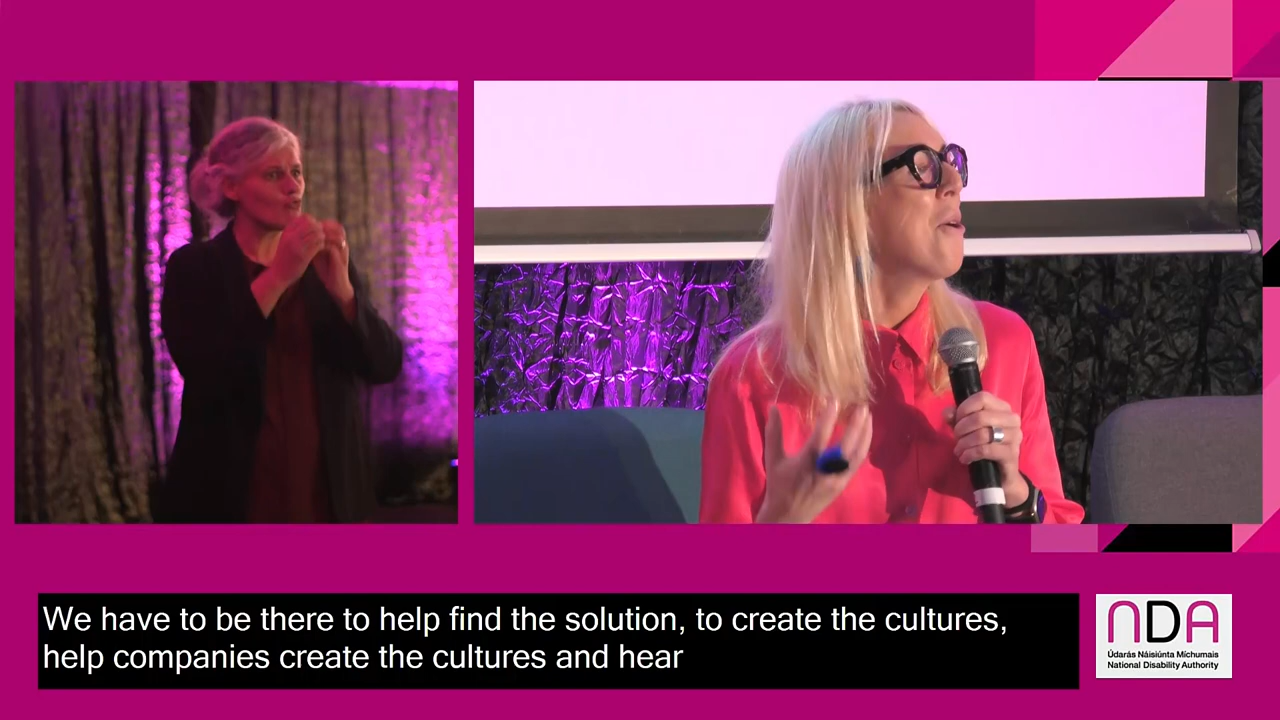 We have to be there to help find the solution, to create the cultures,
help companies create the cultures and hear
NDA
Údarás Náisiúnta Míchumais
National Disability Authority